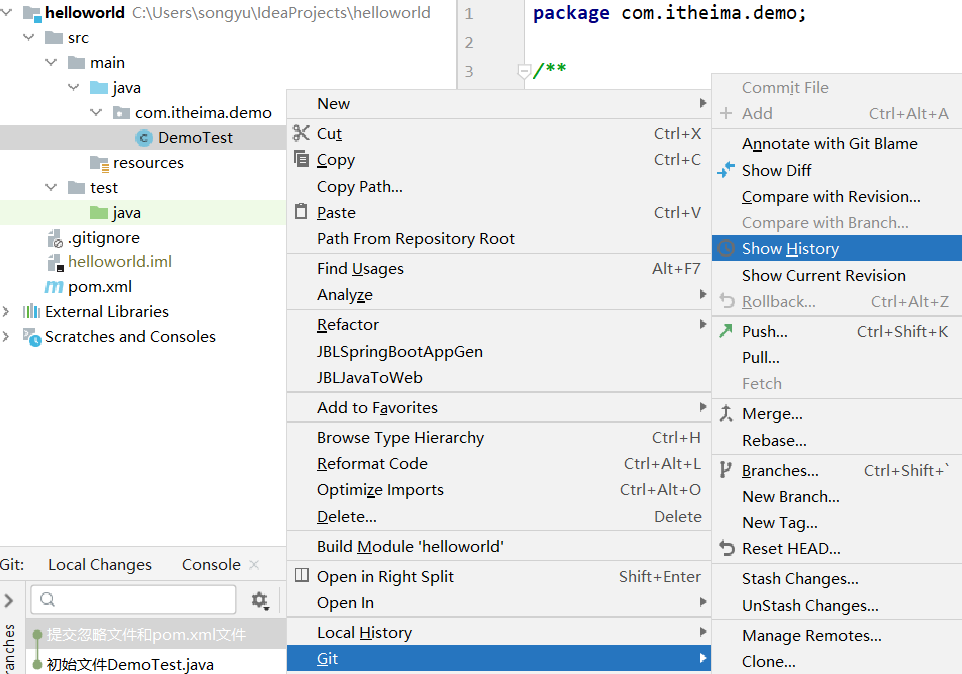 helloworld C:\Users\songyu\IdeaProjects\helloworld
src
main
java
com.itheima.demo
DemoTest
resources
test
java
.gitignore
helloworld.iml
pom.xml
External Libraries
Scratches and Consoles
1 package com.itheima.demo;
2
3 /**
New
Cut Ctrl+X
Copy Ctrl+C
Copy Path...
Paste Ctrl+V
Path From Repository Root
Find Usages Alt+F7
Analyze
Refactor
JBLSpringBootAppGen
JBLJavaToWeb
Add to Favorites
Browse Type Hierarchy Ctrl+H
Reformat Code Ctrl+Alt+L
Optimize Imports Ctrl+Alt+O
Delete... Delete
Build Module 'helloworld'
Open in Right Split Shift+Enter
Open In
Local History
Git
Commit File
Add Ctrl+Alt+A
Annotate with Git Blame
Show Diff
Compare with Revision...
Compare with Branch...
Show History
Show Current Revision
Rollback... Ctrl+Alt+Z
Push... Ctrl+Shift+K
Pull...
Fetch
Merge...
Rebase...
Branches... Ctrl+Shift+`
New Branch...
New Tag...
Reset HEAD...
Stash Changes...
UnStash Changes...
Manage Remotes...
Clone...
Git: Local Changes Console
提交忽略文件和pom.xml文件
初始文件DemoTest.java
ranches